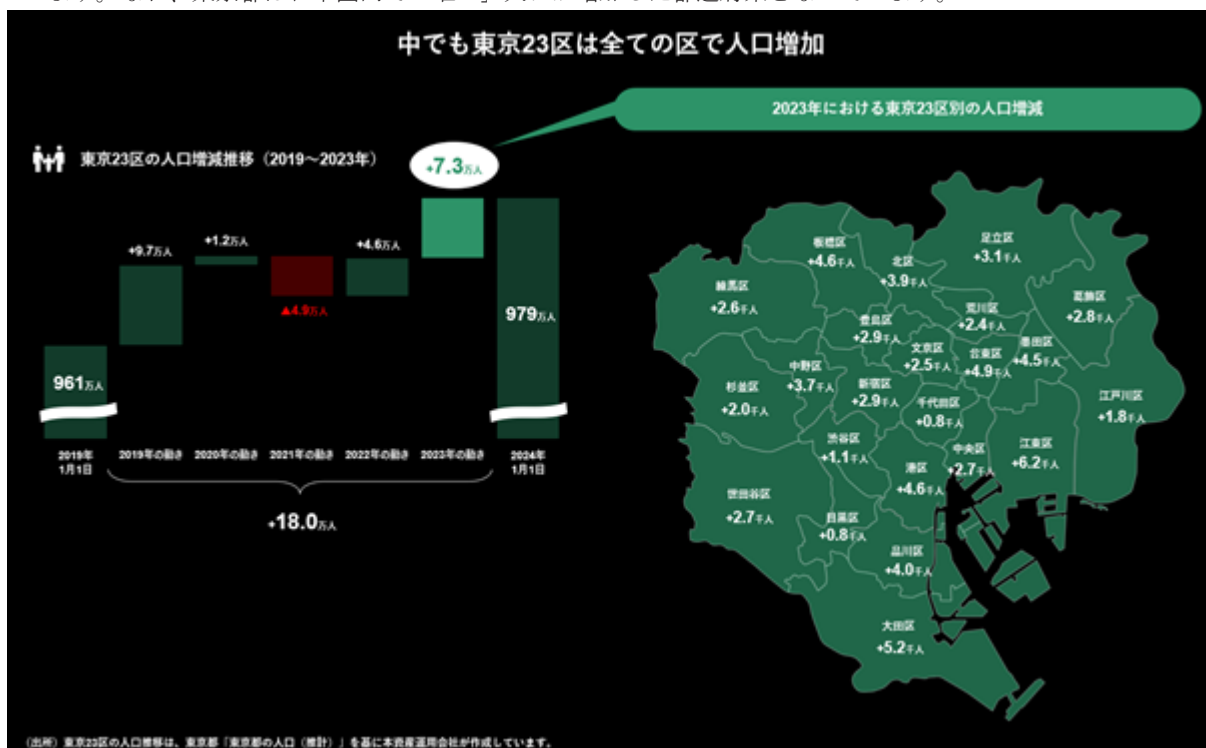 中でも東京23区は全ての区で人口増加
2023年における東京23区別の人口増減
東京23区の人口増減推移（2019～2023年）
+7.3万人
+9.7万人
+1.2万人
+4.6万人
▲4.9万人
961万人
979万人
2019年
1月1日
2019年の動き
2020年の動き
2021年の動き
2022年の動き
2023年の動き
2024年
1月1日
+18.0万人
足立区
+3.1千人
板橋区
+4.6千人
北区
+3.9千人
練馬区
+2.6千人
葛飾区
+2.8千人
荒川区
+2.4千人
豊島区
+2.9千人
文京区
+2.5千人
台東区
+4.9千人
墨田区
+4.5千人
中野区
+3.7千人
杉並区
+2.0千人
新宿区
+2.9千人
千代田区
+0.8千人
江戸川区
+1.8千人
渋谷区
+1.1千人
中央区
+2.7千人
江東区
+6.2千人
港区
+4.6千人
世田谷区
+2.7千人
目黒区
+0.8千人
品川区
+4.0千人
大田区
+5.2千人
（出所）東京23区の人口推移は、東京都「東京都の人口（推計）」を基に本資産運用会社が作成しています。